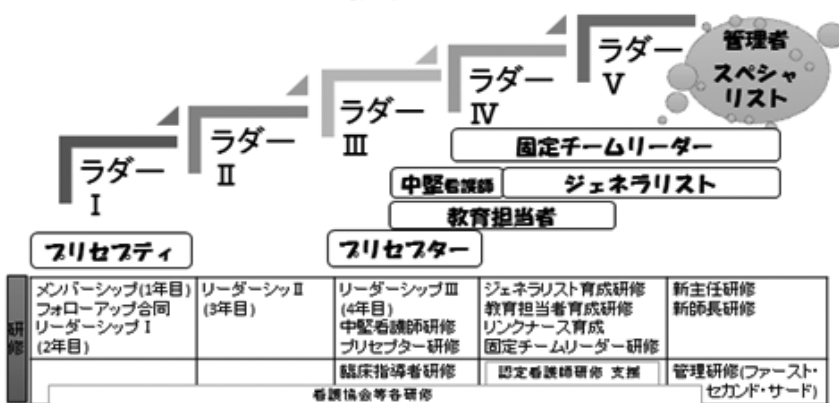 ラダー
I
ラダー
II
ラダー
III
ラダー
IV
ラダー
V
管理者
スペシャ
リスト
固定チームリーダー
中堅看護師
ジェネラリスト
教育担当者
プリセプティ
プリセプター
研修
メンバーシップ(1年目)
フォローアップ合同
リーダーシップI
(2年目)
リーダーシッII
(3年目)
リーダーシップIII
(4年目)
中堅看護師研修
プリセプター研修
ジェネラリスト育成研修
教育担当者育成研修
リンクナース育成
固定チームリーダー研修
新主任研修
新師長研修
臨床指導者研修
認定看護師研修 支援
管理研修(ファースト・
セカンド・サード)
看護協会等各研修